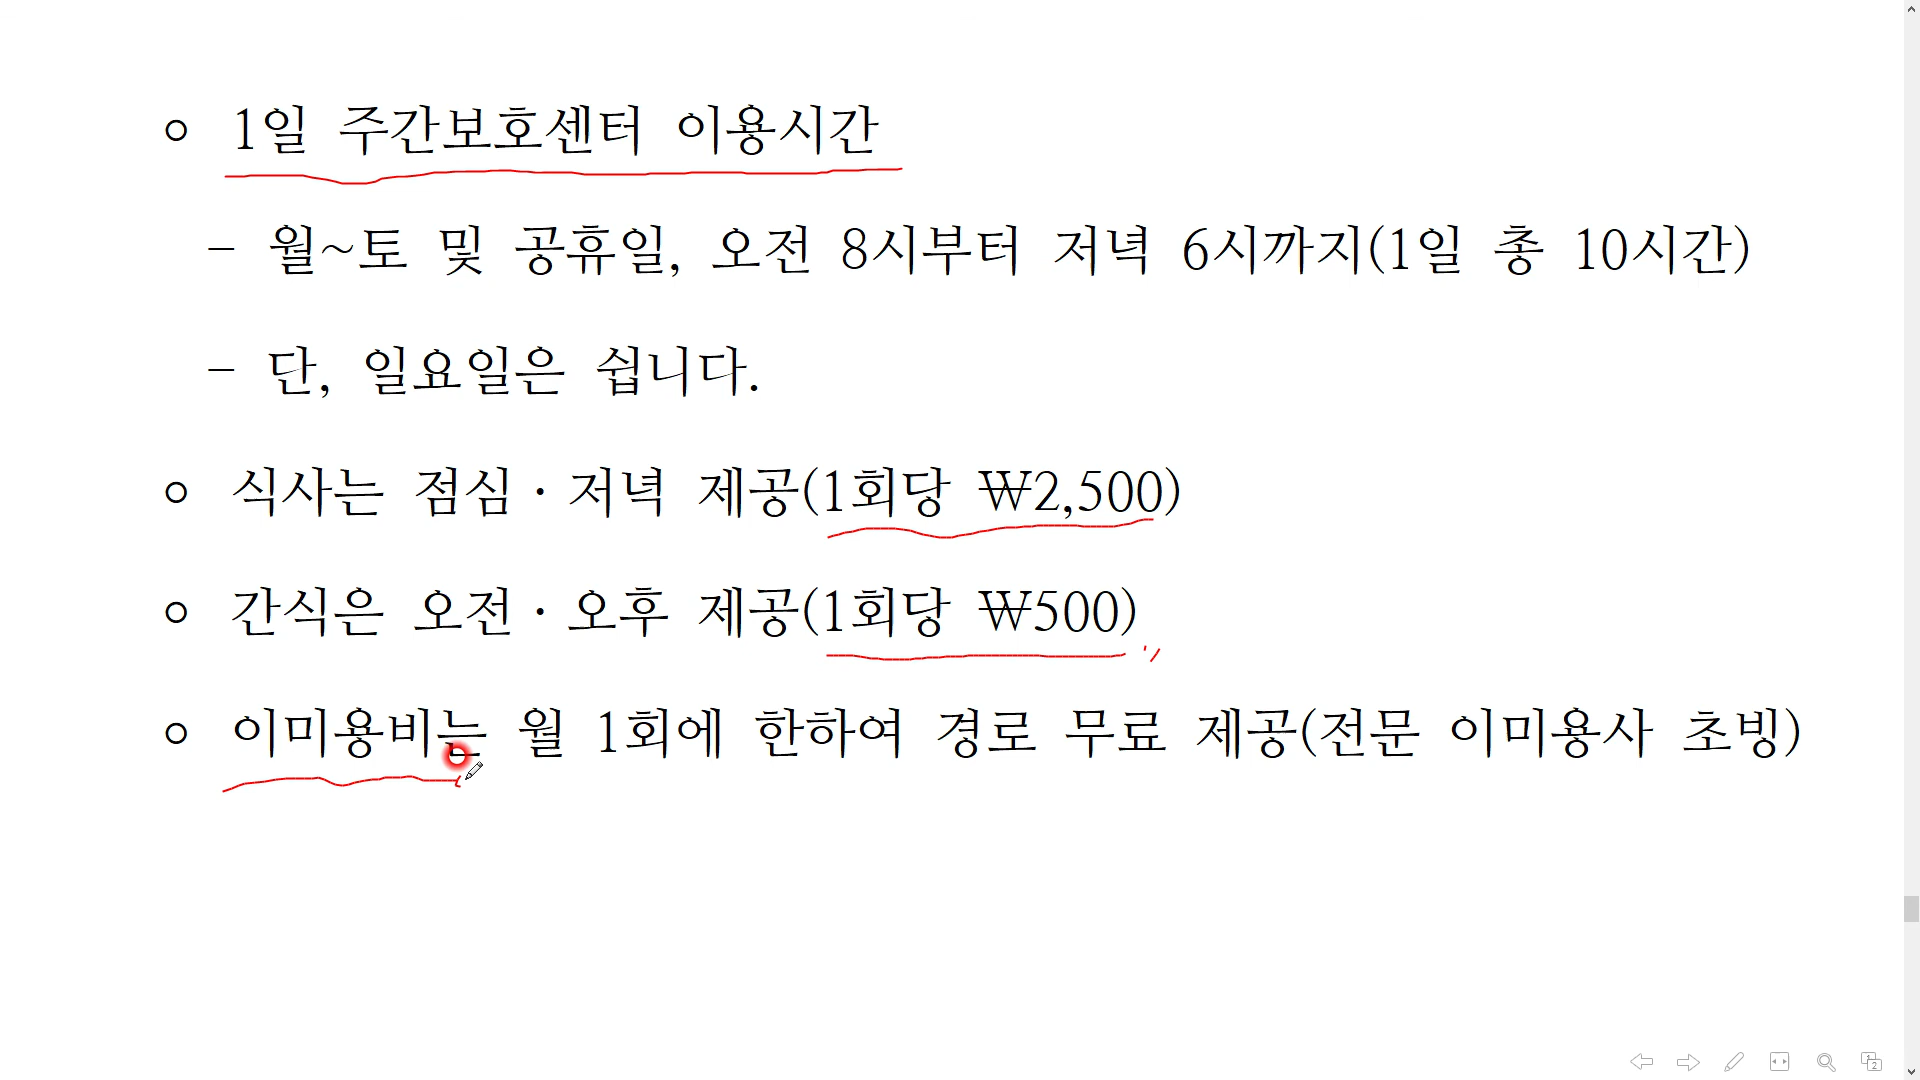 ○ 1일 주간보호센터 이용시간
- 월~토 및 공휴일, 오전 8시부터 저녁 6시까지(1일 총 10시간)
- 단, 일요일은 쉽니다.
○ 식사는 점심·저녁 제공(1회당 ₩2,500)
○ 간식은 오전·오후 제공(1회당 ₩500)
○ 이미용비는 월 1회에 한하여 경로 무료 제공(전문 이미용사 초빙)